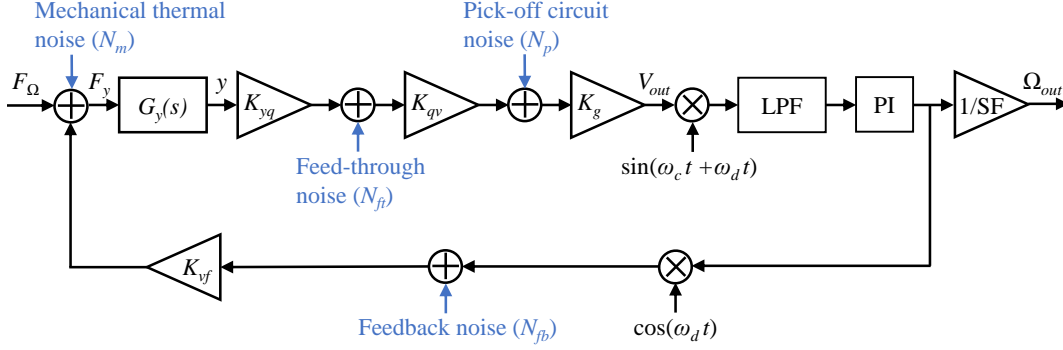 Mechanical thermal
noise (Nm)
Pick-off circuit
noise (Np)
FΩ
Fy
Gy(s)
y
Kyq
Kqv
Kg
Vout
LPF
PI
1/SF
Ωout
Feed-through
noise (Nft)
sin(ωc t +ωd t)
Kvf
Feedback noise (Nfb)
cos(ωd t)